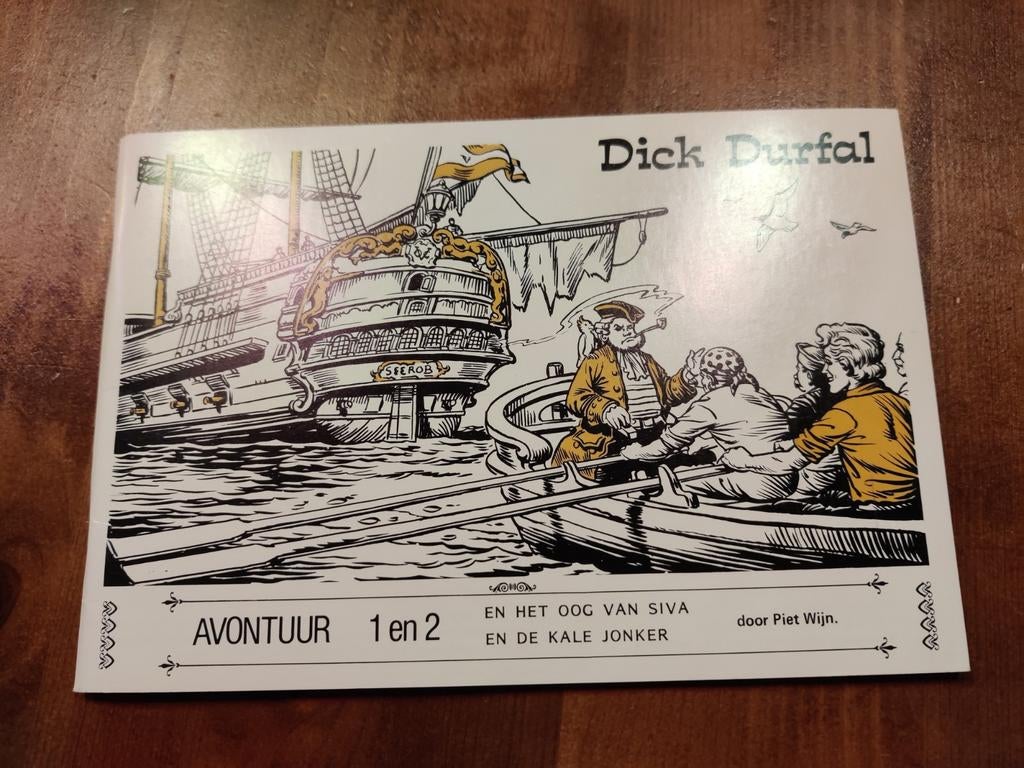 Dick Durfal
SEEROB
AVONTUUR 1 en 2
EN HET OOG VAN SIVA
EN DE KALE JONKER
door Piet Wijn.